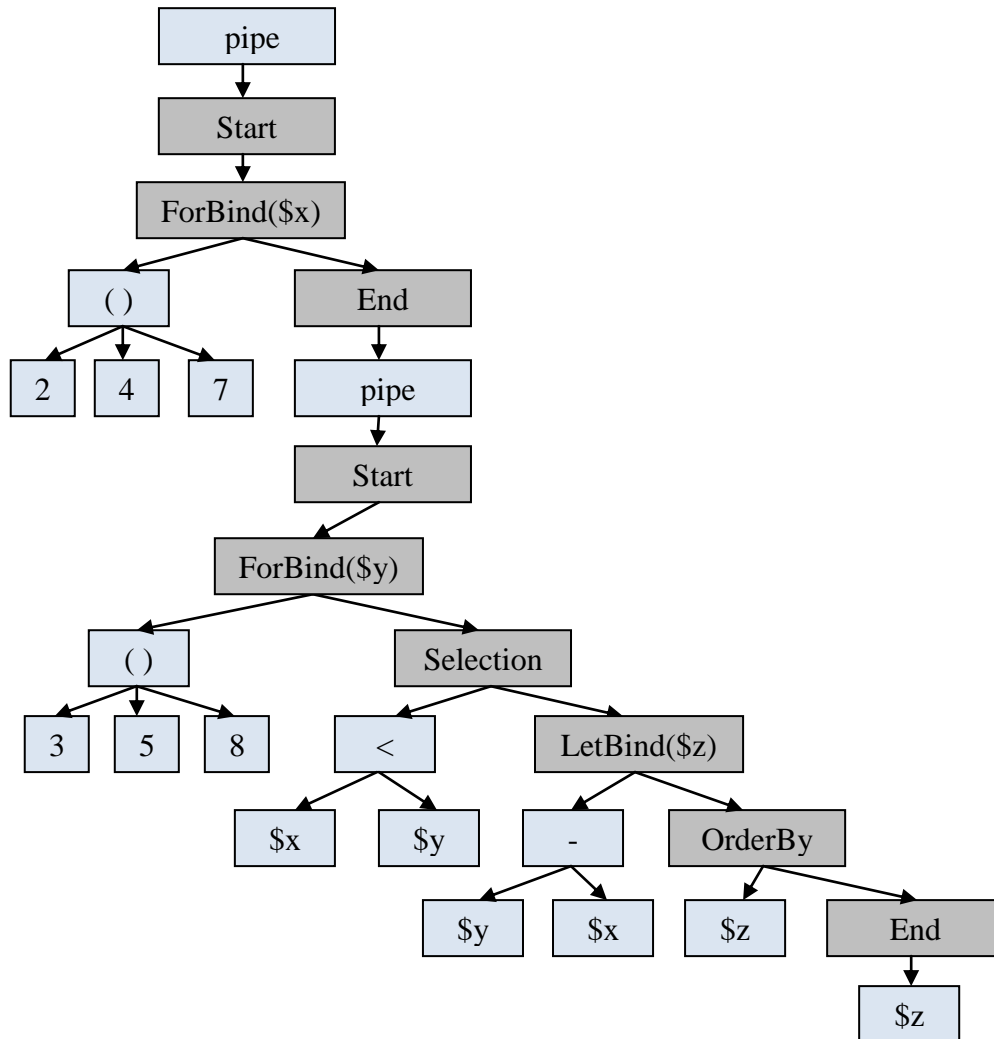 pipe
Start
ForBind($x)
( ) End
2 4 7 pipe
Start
ForBind($y)
( ) Selection
3 5 8 < LetBind($z)
$x $y - OrderBy
$y $x $z End
$z